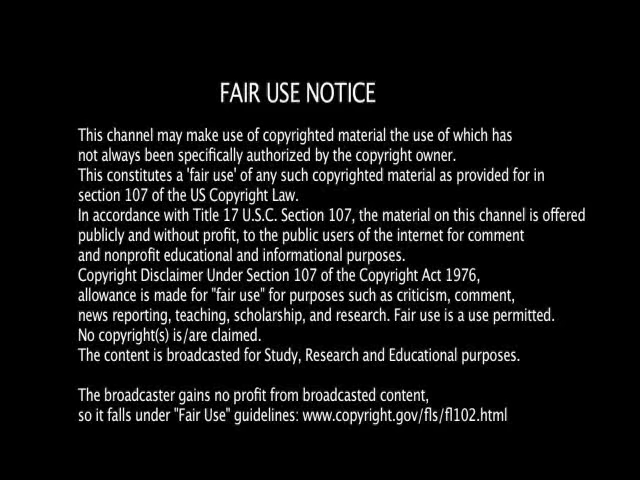 FAIR USE NOTICE
This channel may make use of copyrighted material the use of which has
not always been specifically authorized by the copyright owner.
This constitutes a 'fair use' of any such copyrighted material as provided for in
section 107 of the US Copyright Law.
In accordance with Title 17 U.S.C. Section 107, the material on this channel is offered
publicly and without profit, to the public users of the internet for comment
and nonprofit educational and informational purposes.
Copyright Disclaimer Under Section 107 of the Copyright Act 1976,
allowance is made for "fair use" for purposes such as criticism, comment,
news reporting, teaching, scholarship, and research. Fair use is a use permitted.
No copyright(s) is/are claimed.
The content is broadcasted for Study, Research and Educational purposes.
The broadcaster gains no profit from broadcasted content,
so it falls under "Fair Use" guidelines: www.copyright.gov/fls/fl102.html